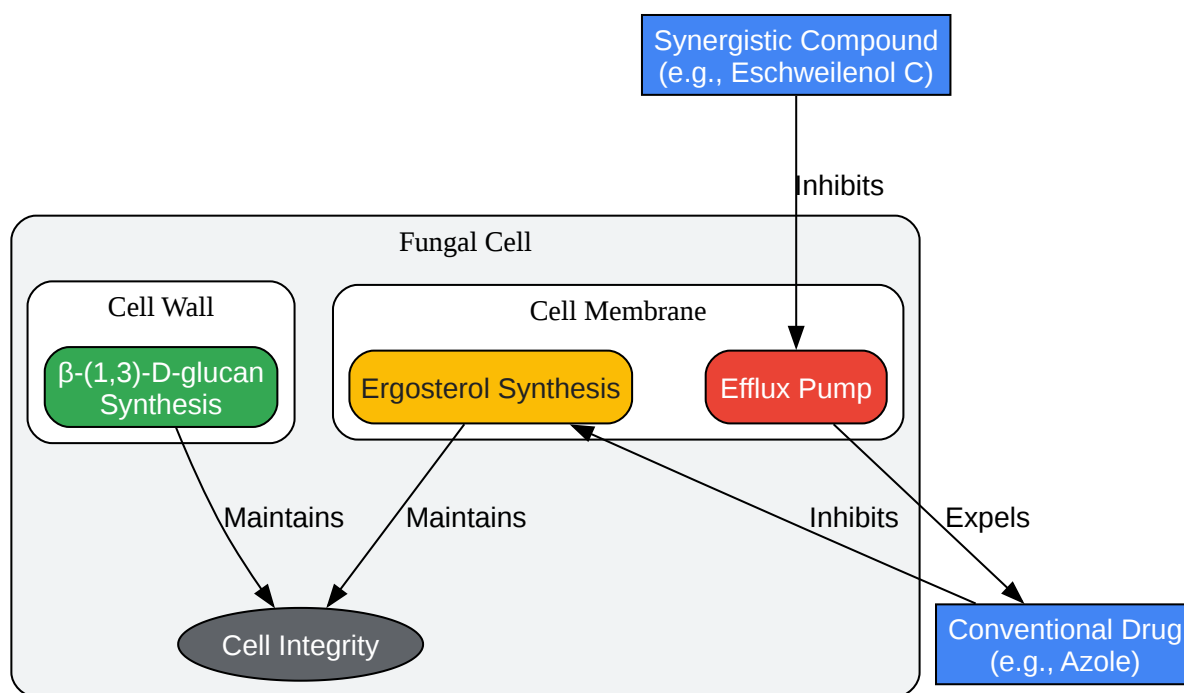 Synergistic Compound
(e.g., Eschweilenol C)
Inhibits
Fungal Cell
Cell Wall
Cell Membrane
β-(1,3)-D-glucan
Synthesis
Ergosterol Synthesis
Efflux Pump
Maintains
Maintains
Inhibits
Expels
Cell Integrity
Conventional Drug
(e.g., Azole)